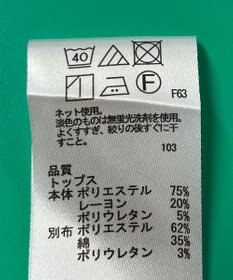 40
F
F63
ネット使用。
淡色のものは無蛍光洗剤を使用。
よくすすぎ、絞りの後すぐに干
すこと。
103
品質
トップス
本体 ポリエステル 75%
レーヨン 20%
ポリウレタン 5%
別布 ポリエステル 62%
綿 35%
ポリウレタン 3%